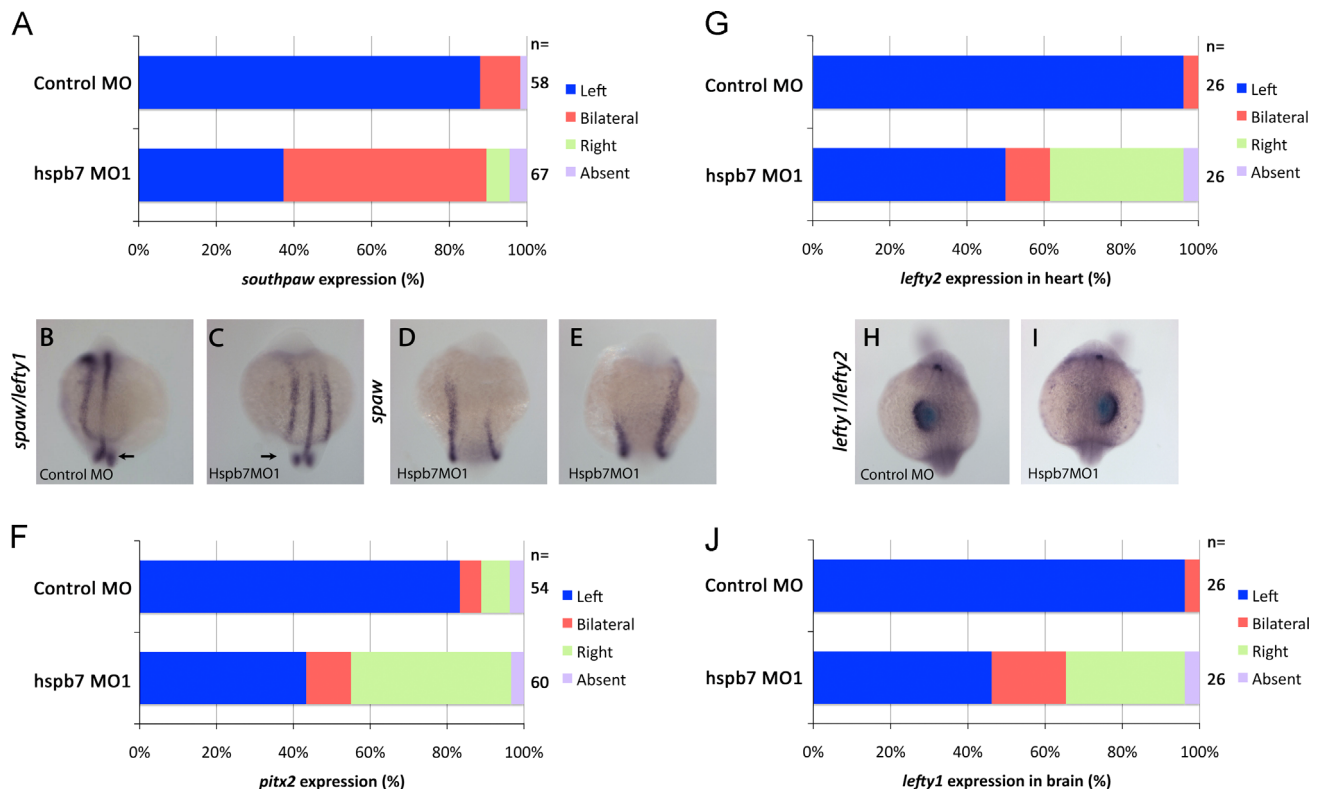 A
n=
Control MO
58
hspb7 MO1
67
Left
Bilateral
Right
Absent
0% 20% 40% 60% 80% 100%
southpaw expression (%)
G
n=
Control MO
26
hspb7 MO1
26
Left
Bilateral
Right
Absent
0% 20% 40% 60% 80% 100%
lefty2 expression in heart (%)
spaw/lefty1
B
Control MO
C
Hspb7MO1
spaw
D
Hspb7MO1
E
Hspb7MO1
lefty1/lefty2
H
Control MO
I
Hspb7MO1
F
n=
Control MO
54
hspb7 MO1
60
Left
Bilateral
Right
Absent
0% 20% 40% 60% 80% 100%
pitx2 expression (%)
J
n=
Control MO
26
hspb7 MO1
26
Left
Bilateral
Right
Absent
0% 20% 40% 60% 80% 100%
lefty1 expression in brain (%)